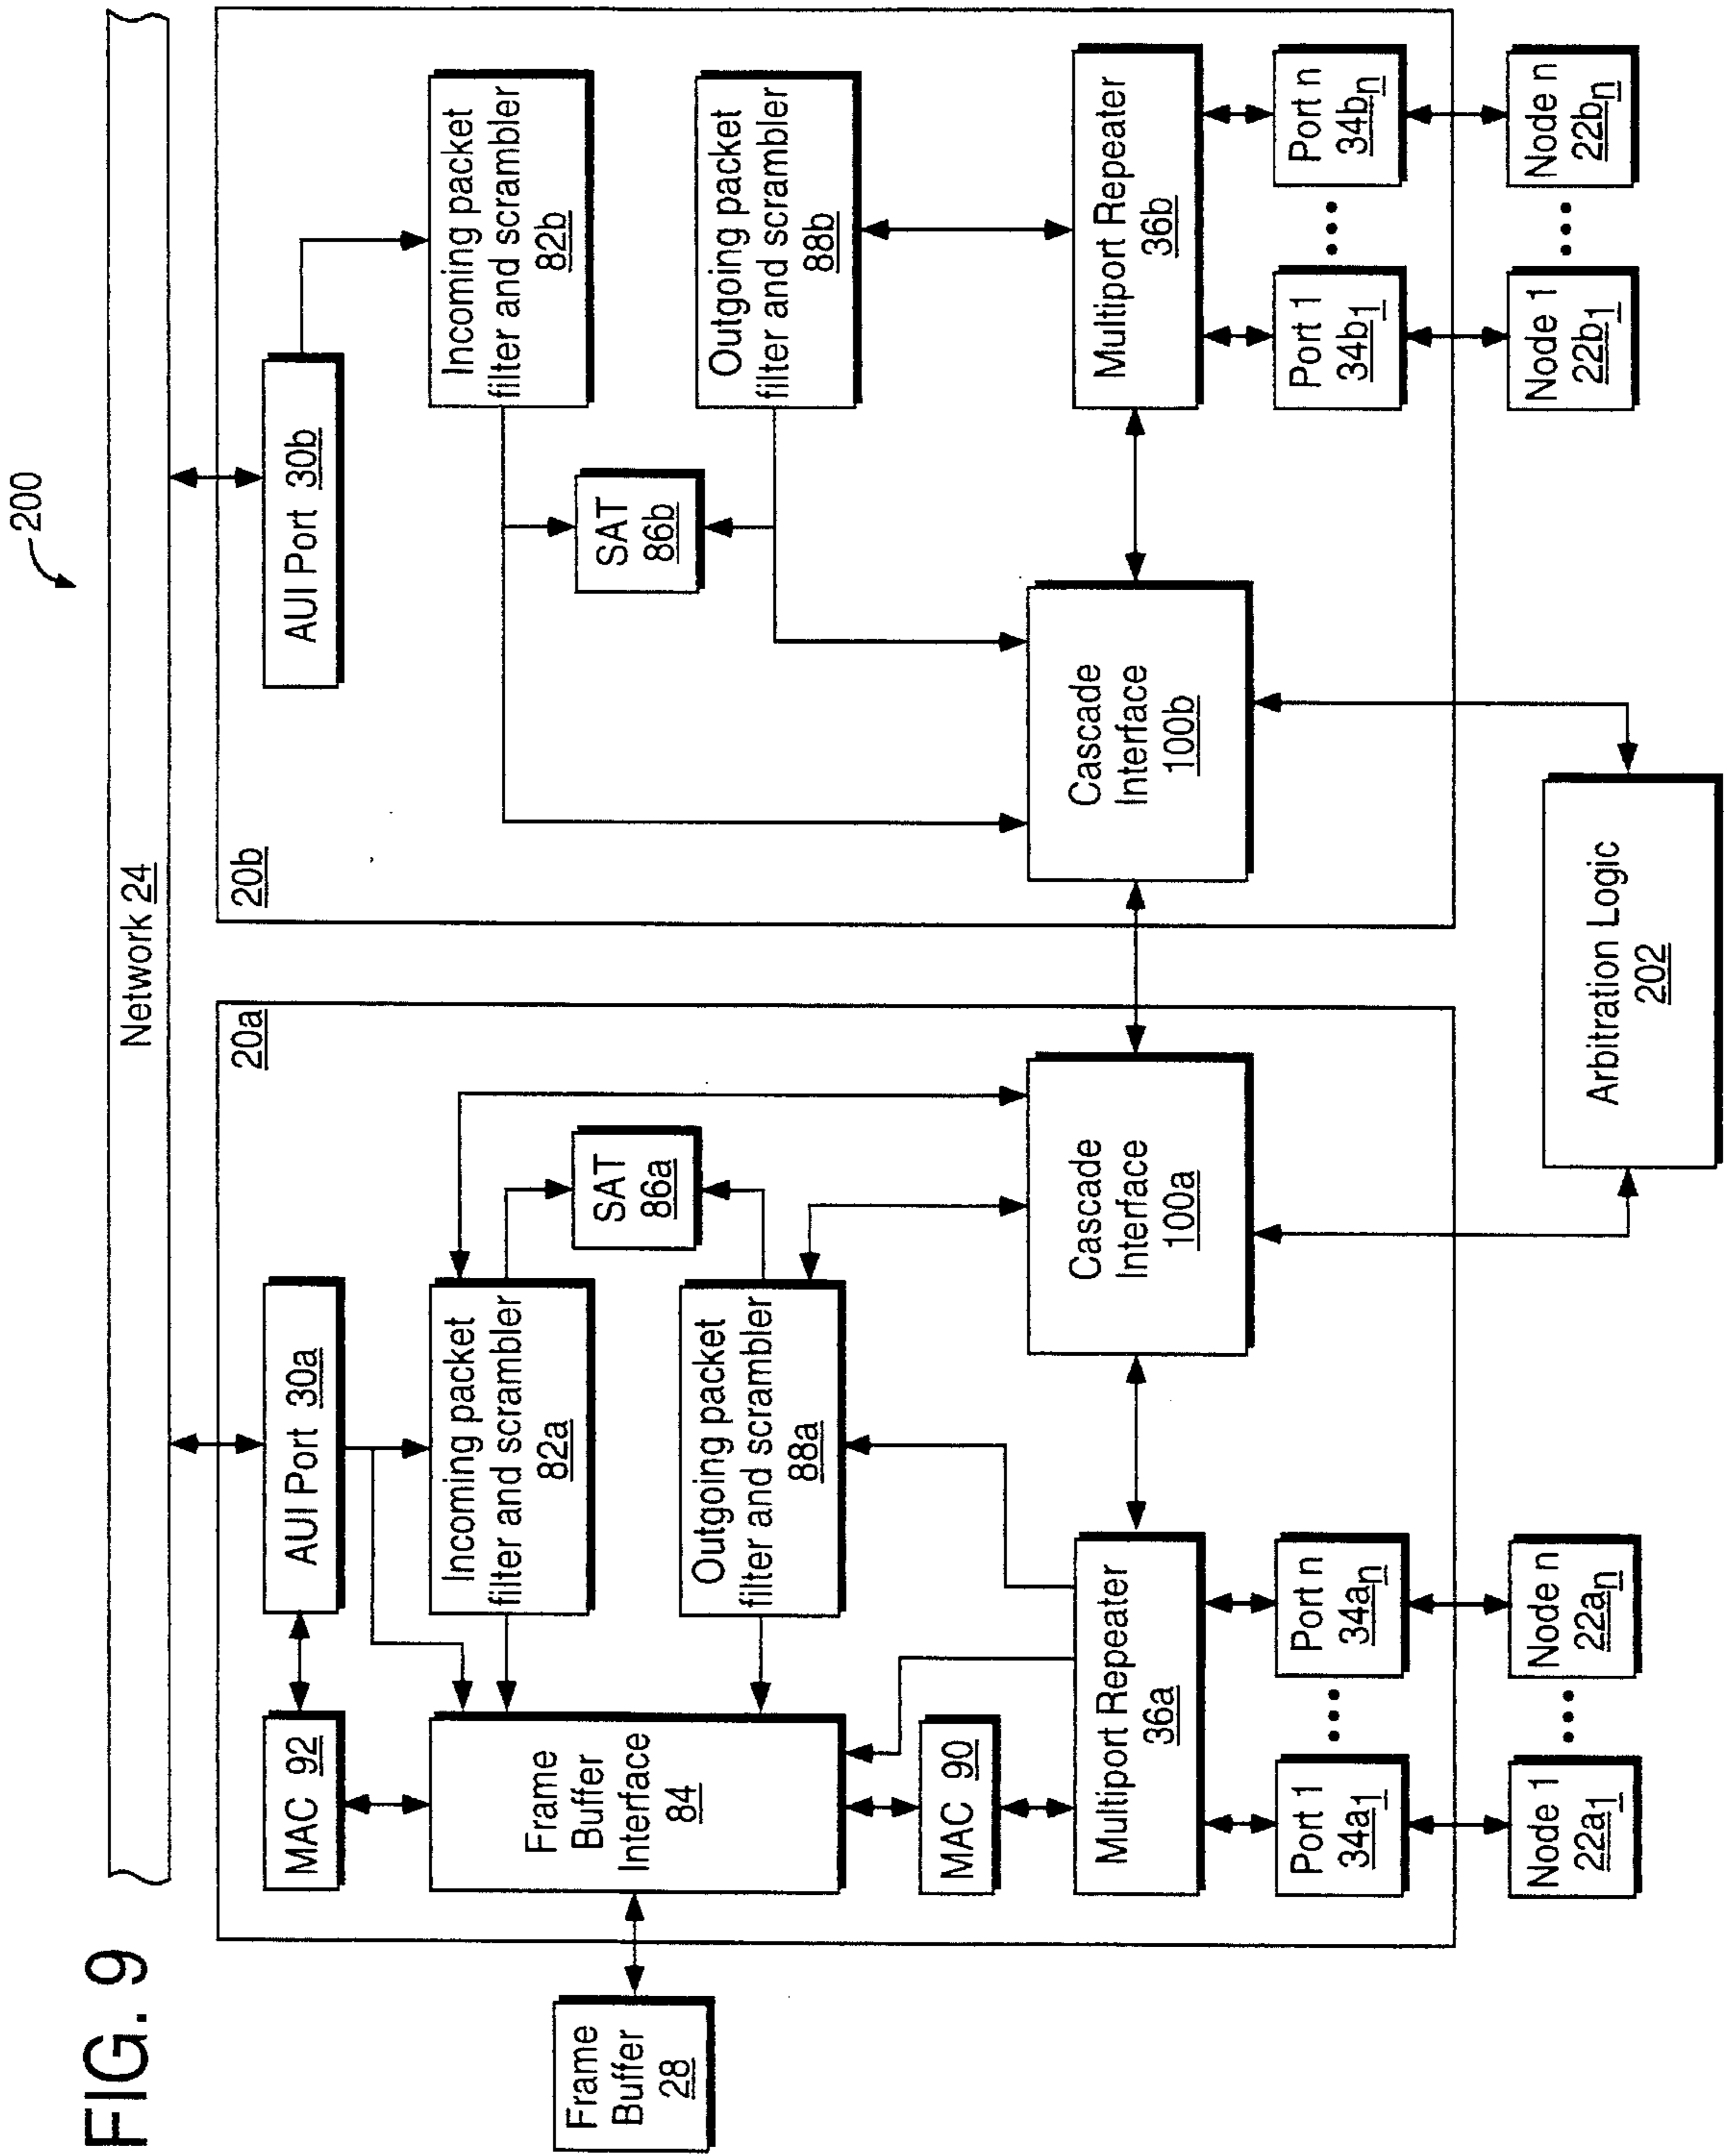 FIG. 9
200
Network 24
20a
20b
MAC 92
AUI Port 30a
AUI Port 30b
Frame
Buffer
28
Frame
Buffer
Interface
84
Incoming packet
filter and scrambler
82a
SAT
86a
Outgoing packet
filter and scrambler
88a
MAC 90
Multiport Repeater
36a
Cascade
Interface
100a
Port 1
34a1
••••
Port n
34an
Node 1
22a1
••••
Node n
22an
Incoming packet
filter and scrambler
82b
SAT
86b
Outgoing packet
filter and scrambler
88b
Cascade
Interface
100b
Multiport Repeater
36b
Port 1
34b1
••••
Port n
34bn
Node 1
22b1
••••
Node n
22bn
Arbitration Logic
202